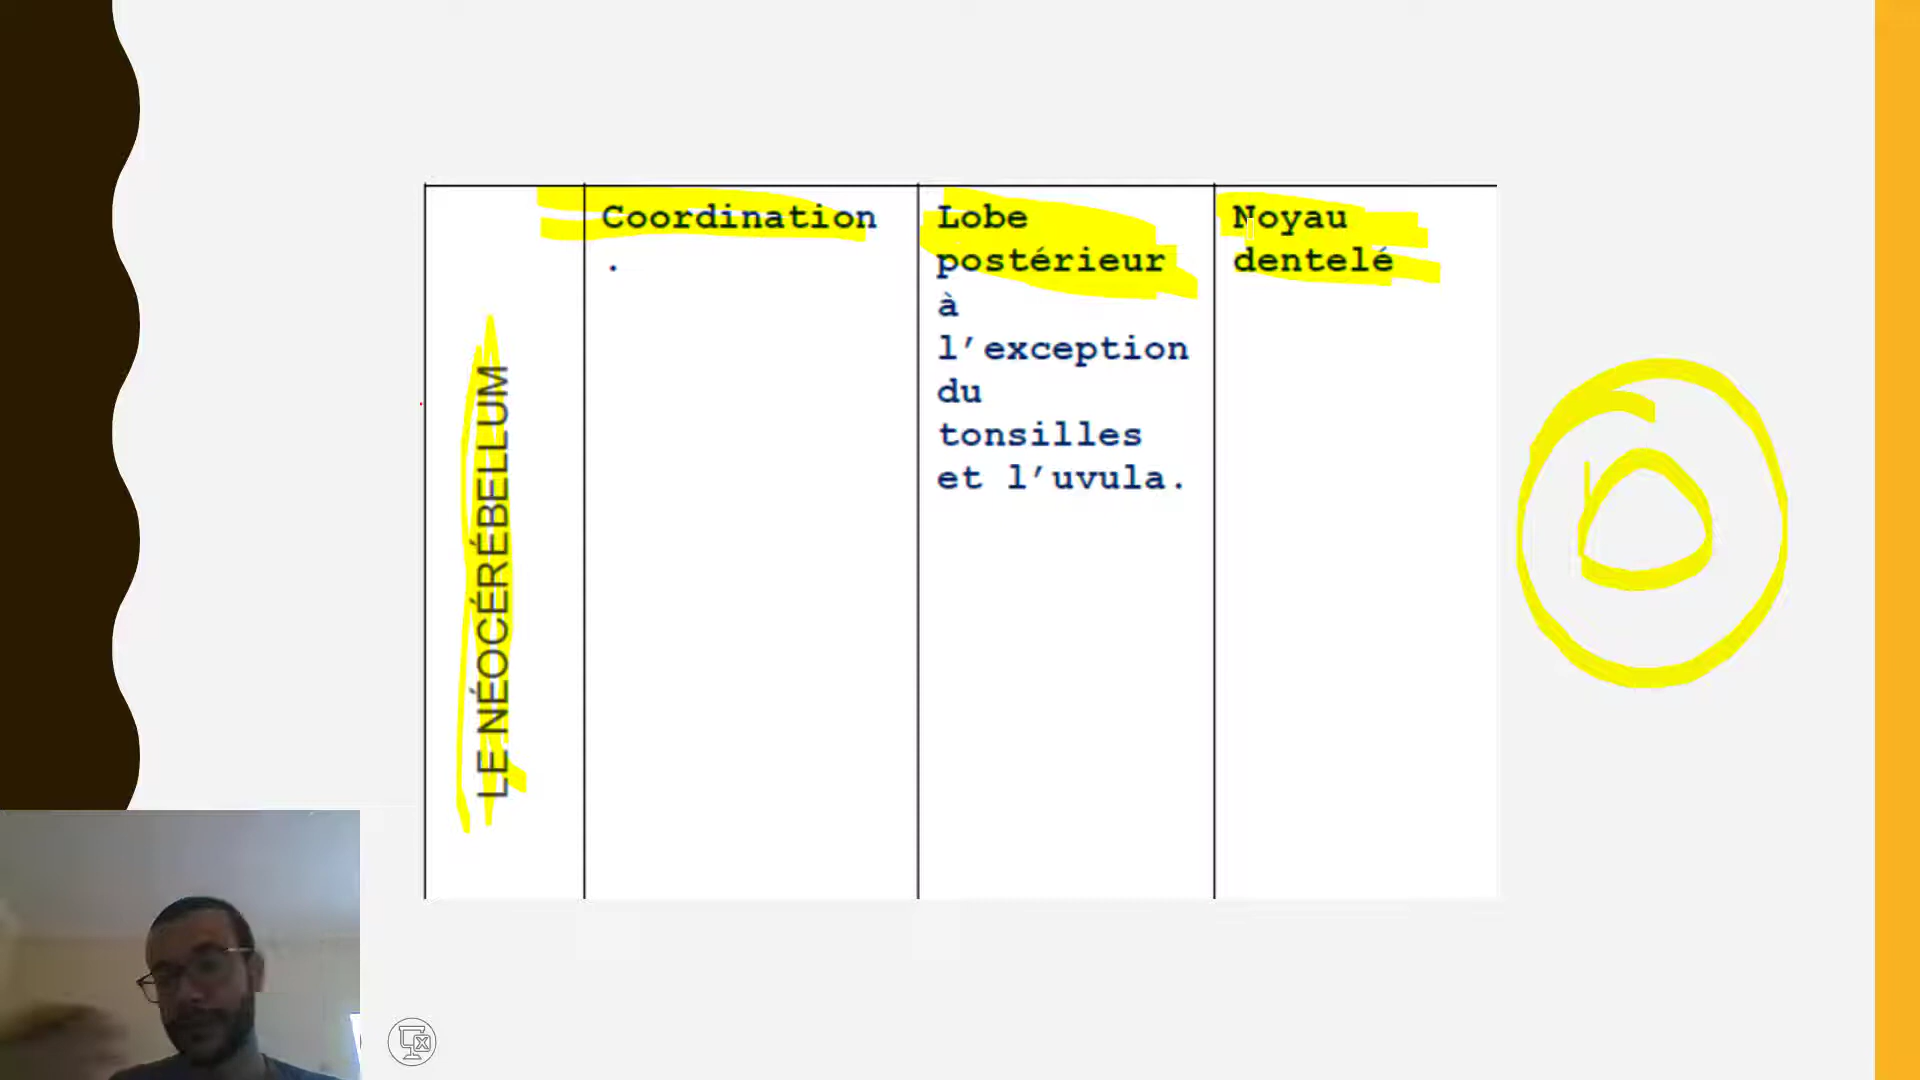 LE NÉOCÉRÉBELLUM
Coordination
.
Lobe
postérieur
à
l'exception
du
tonsilles
et l'uvula.
Noyau
dentelé